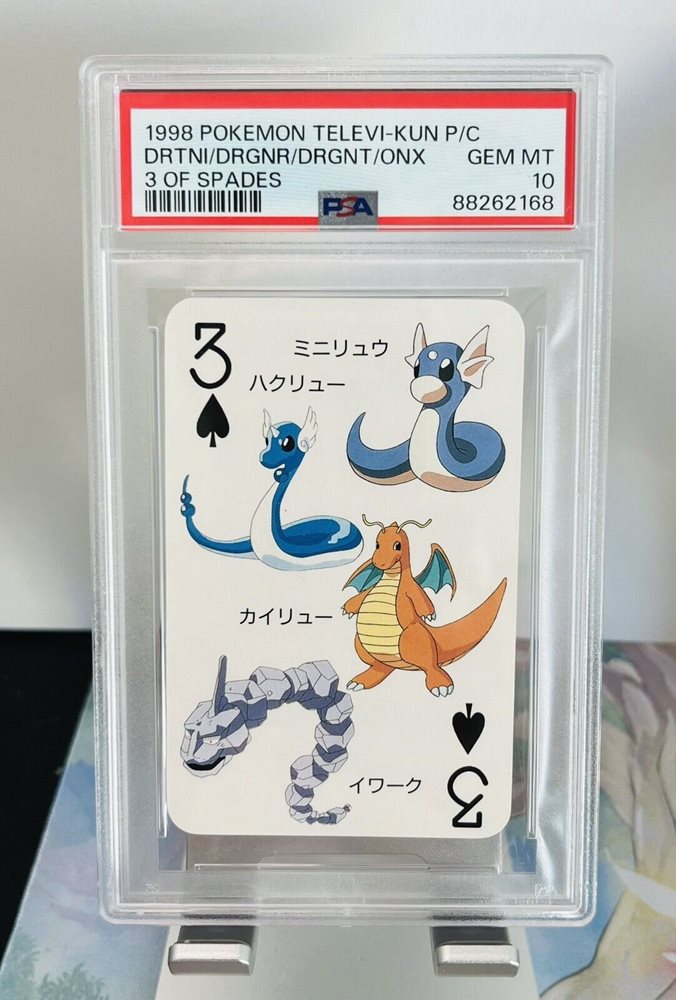 1998 POKEMON TELEVI-KUN P/C
DRTNI/DRGNR/DRGNT/ONX GEM MT
3 OF SPADES 10
PSA 88262168
3
ミニリュウ
ハクリュー
カイリュー
イワーク
3